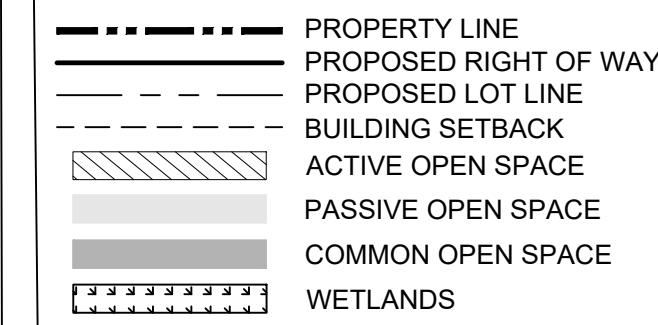 PROPERTY LINE
PROPOSED RIGHT OF WAY
PROPOSED LOT LINE
BUILDING SETBACK
ACTIVE OPEN SPACE
PASSIVE OPEN SPACE
COMMON OPEN SPACE
WETLANDS